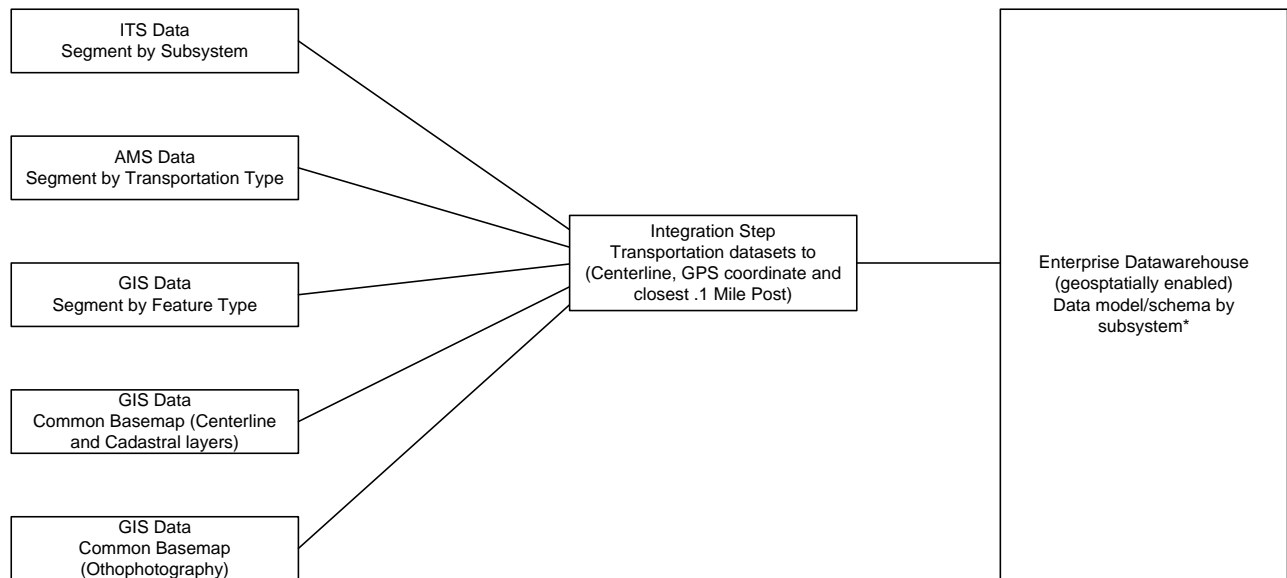 ITS Data
Segment by Subsystem
AMS Data
Segment by Transportation Type
GIS Data
Segment by Feature Type
GIS Data
Common Basemap (Centerline
and Cadastral layers)
GIS Data
Common Basemap
(Othophotography)
Integration Step
Transportation datasets to
(Centerline, GPS coordinate and
closest .1 Mile Post)
Enterprise Datawarehouse
(geosptatially enabled)
Data model/schema by
subsystem*